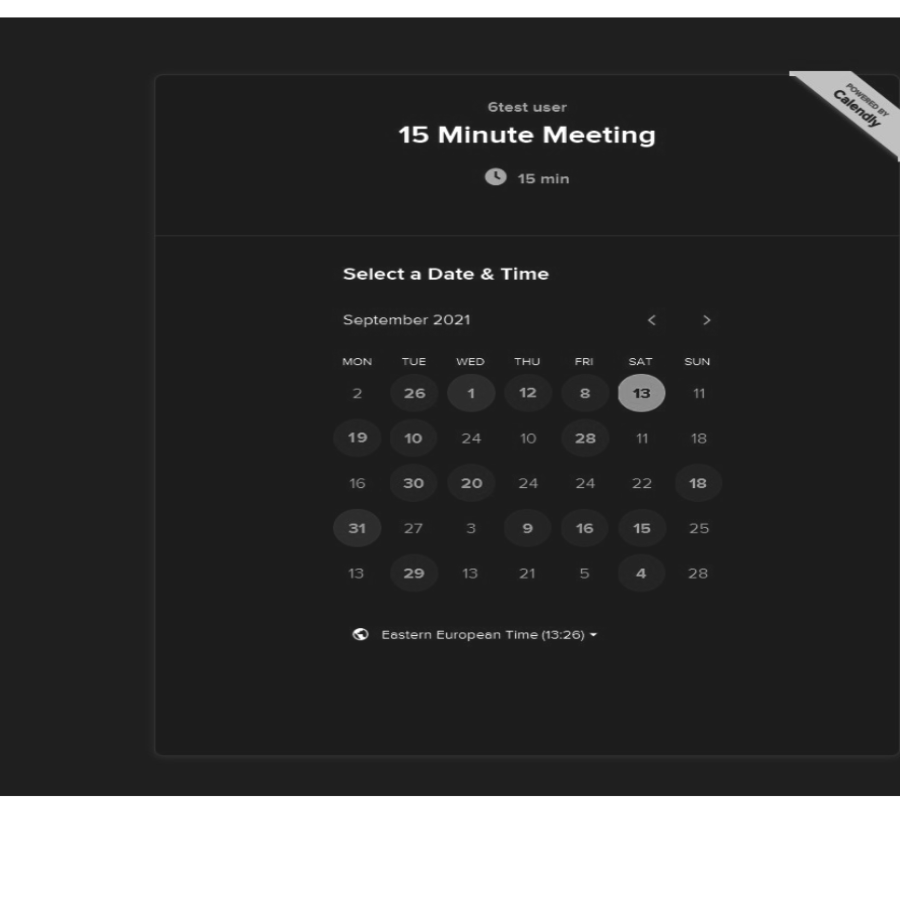 POWERED BY
Calendly
6test user
15 Minute Meeting
15 min
Select a Date & Time
September 2021
MON TUE WED THU FRI SAT SUN
2 26 1 12 8 13 11
19 10 24 10 28 11 18
16 30 20 24 24 22 18
31 27 3 9 16 15 25
13 29 13 21 5 4 28
Eastern European Time (13:26)